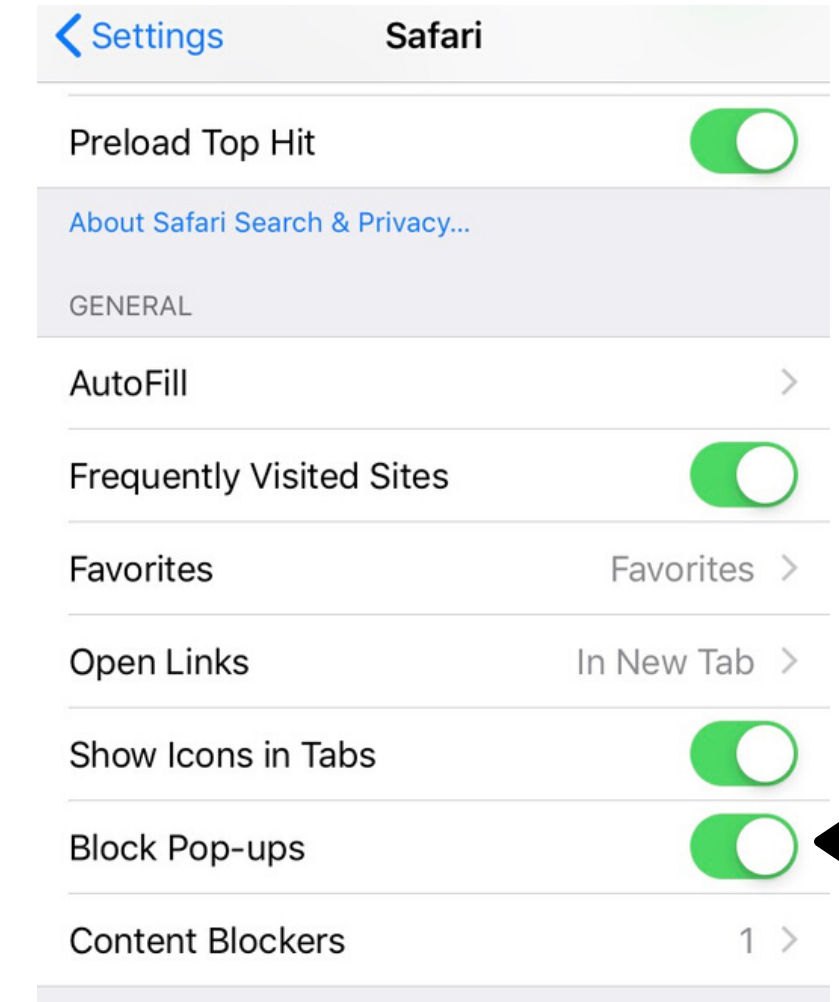 Settings Safari
Preload Top Hit
About Safari Search & Privacy...
GENERAL
AutoFill
Frequently Visited Sites
Favorites Favorites
Open Links In New Tab
Show Icons in Tabs
Block Pop-ups
Content Blockers 1